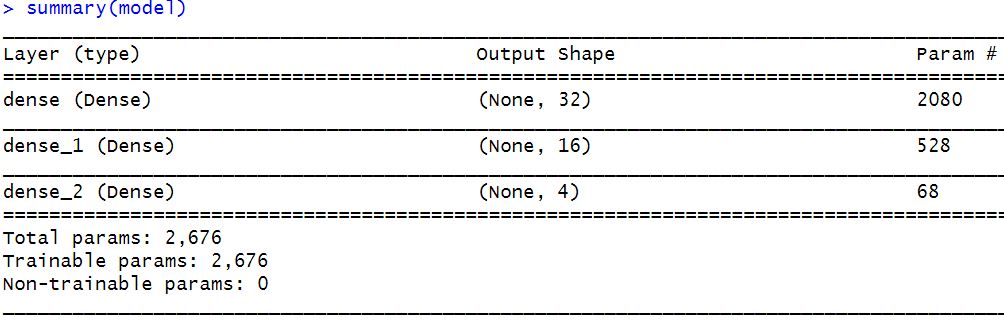 > summary(model)
Layer (type) Output Shape Param #
dense (Dense) (None, 32) 2080
dense_1 (Dense) (None, 16) 528
dense_2 (Dense) (None, 4) 68
Total params: 2,676
Trainable params: 2,676
Non-trainable params: 0